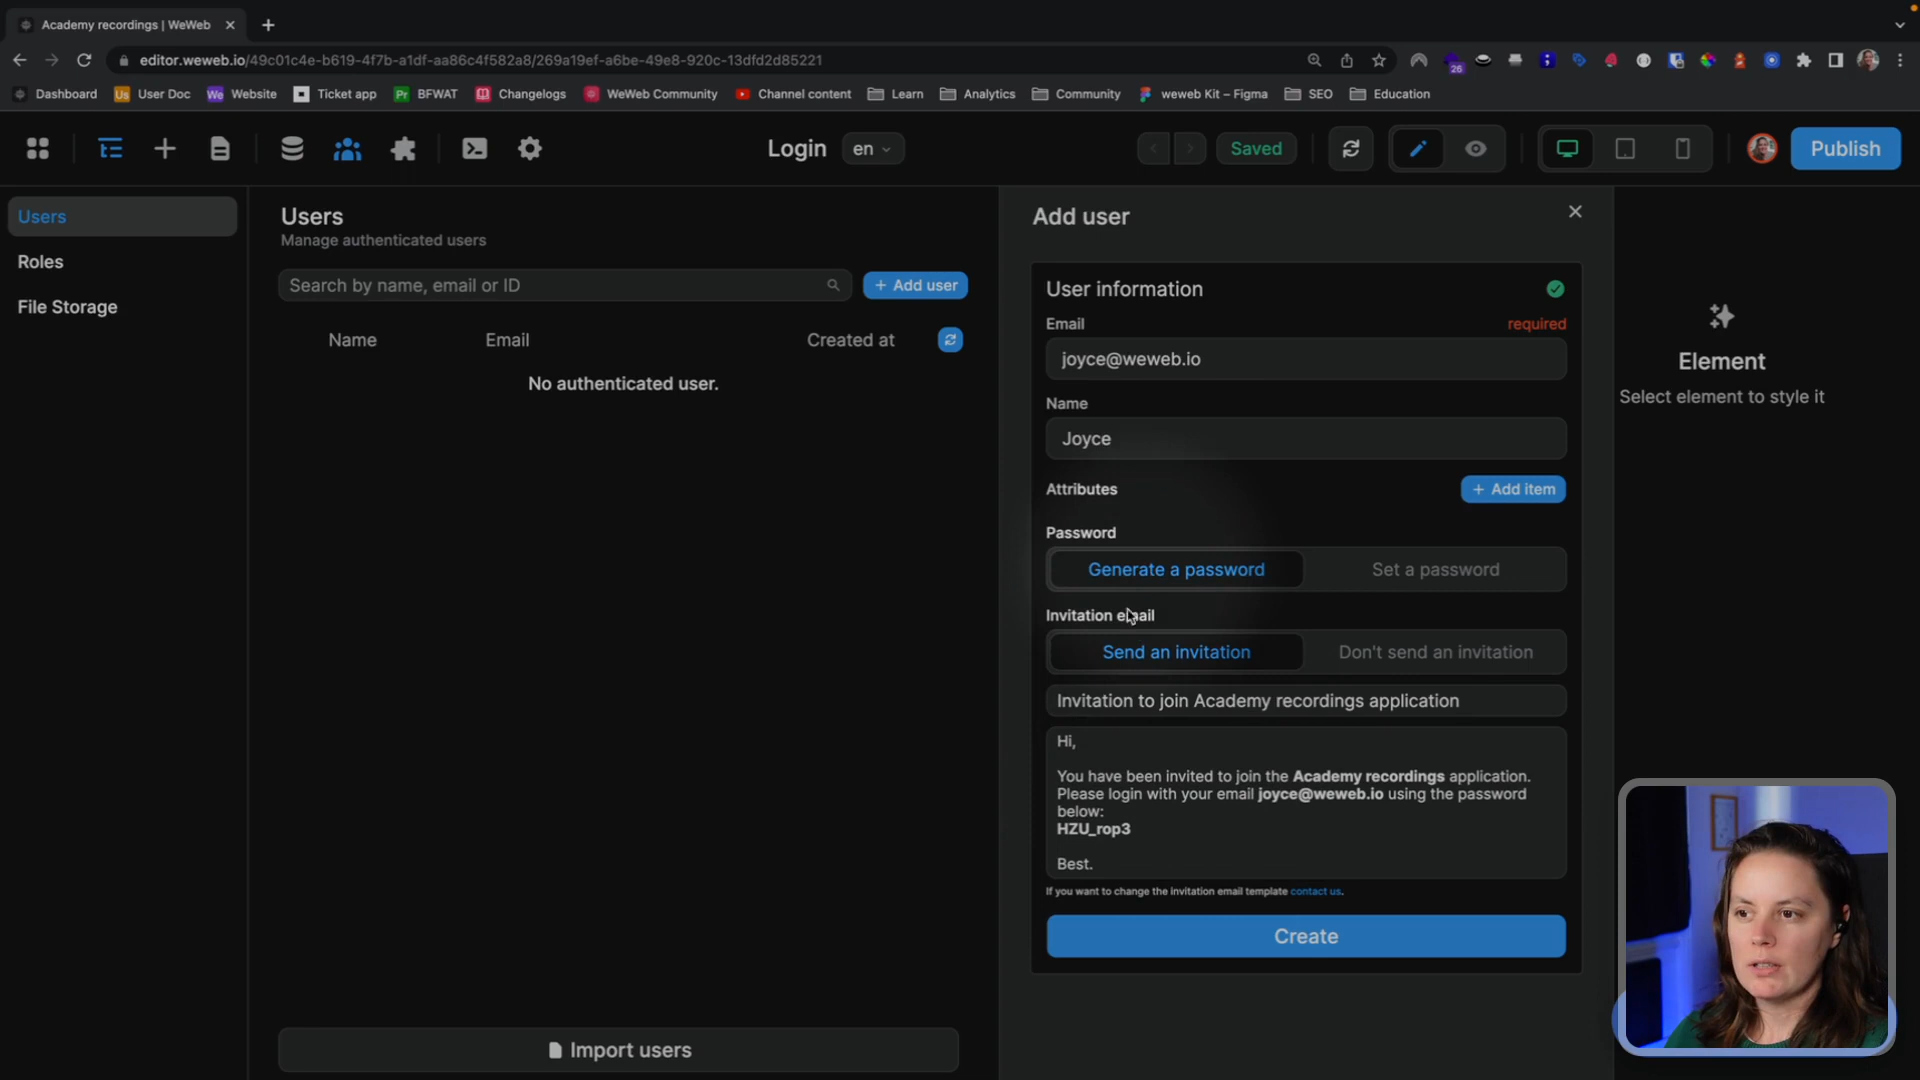 Academy recordings | WeWeb
editor.weweb.io/49c01c4e-b619-4f7b-a1df-aa86c4f582a8/269a19ef-a6be-49e8-920c-13dfd2d85221
26
Dashboard
Us User Doc
We Website
Ticket app
Pr BFWAT
Changelogs
WeWeb Community
Channel content
Learn
Analytics
Community
weweb Kit – Figma
SEO
Education
Login
en
Saved
Publish
Users
Roles
File Storage
Users
Manage authenticated users
Search by name, email or ID
+ Add user
Name Email Created at
No authenticated user.
Import users
Add user
User information
Email required
joyce@weweb.io
Name
Joyce
Attributes
+ Add item
Password
Generate a password Set a password
Invitation email
Send an invitation Don't send an invitation
Invitation to join Academy recordings application
Hi,
You have been invited to join the Academy recordings application.
Please login with your email joyce@weweb.io using the password
below:
HZU_rop3
Best.
If you want to change the invitation email template contact us.
Create
Element
Select element to style it